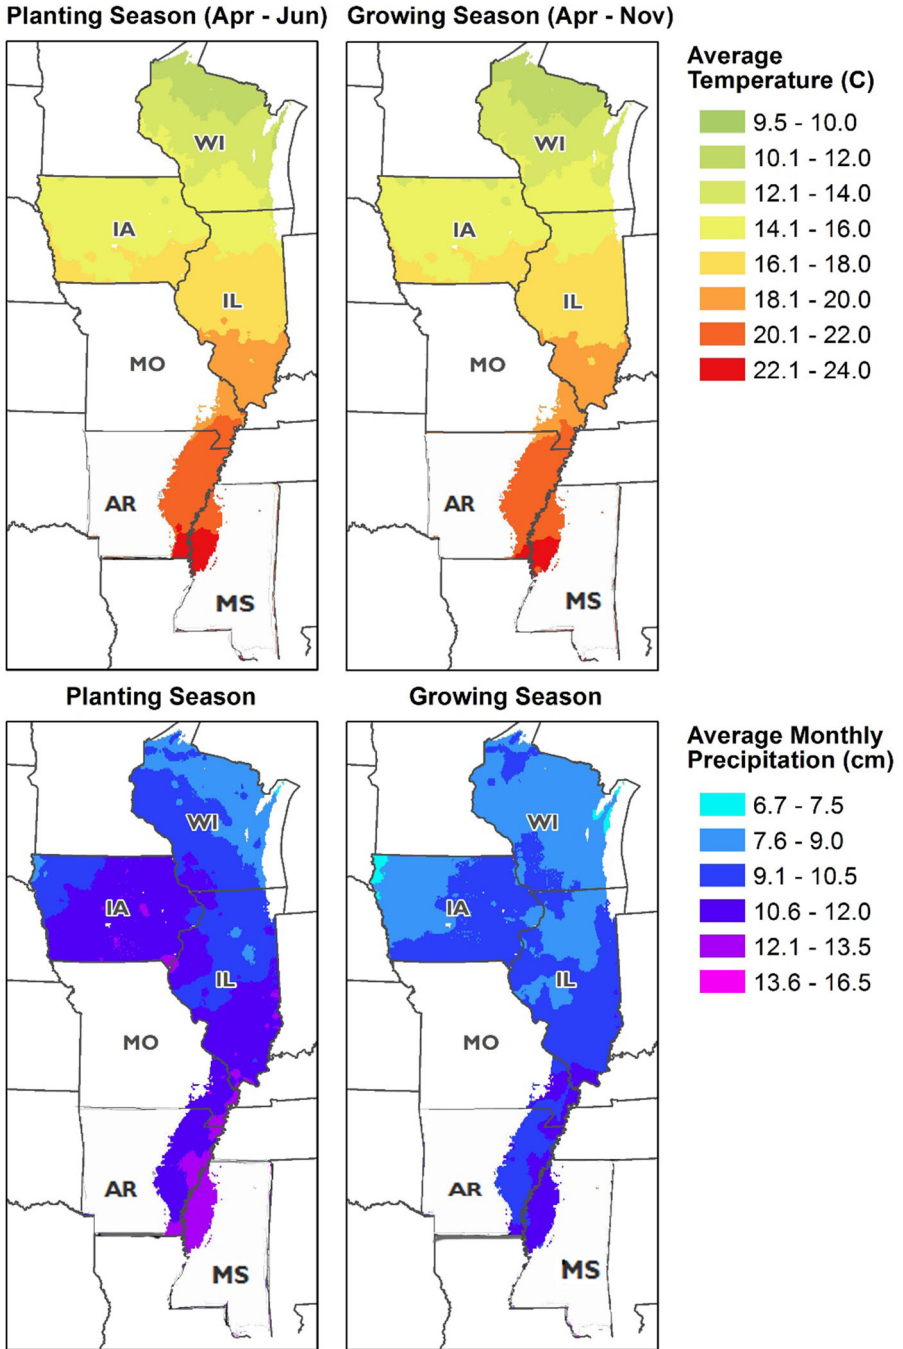 Planting Season (Apr - Jun)
Growing Season (Apr - Nov)
Average
Temperature (C)
9.5 - 10.0
10.1 - 12.0
12.1 - 14.0
14.1 - 16.0
16.1 - 18.0
18.1 - 20.0
20.1 - 22.0
22.1 - 24.0
WI
IA
IL
MO
AR
MS
WI
IA
IL
MO
AR
MS
Planting Season
Growing Season
Average Monthly
Precipitation (cm)
6.7 - 7.5
7.6 - 9.0
9.1 - 10.5
10.6 - 12.0
12.1 - 13.5
13.6 - 16.5
WI
IA
IL
MO
AR
MS
WI
IA
IL
MO
AR
MS